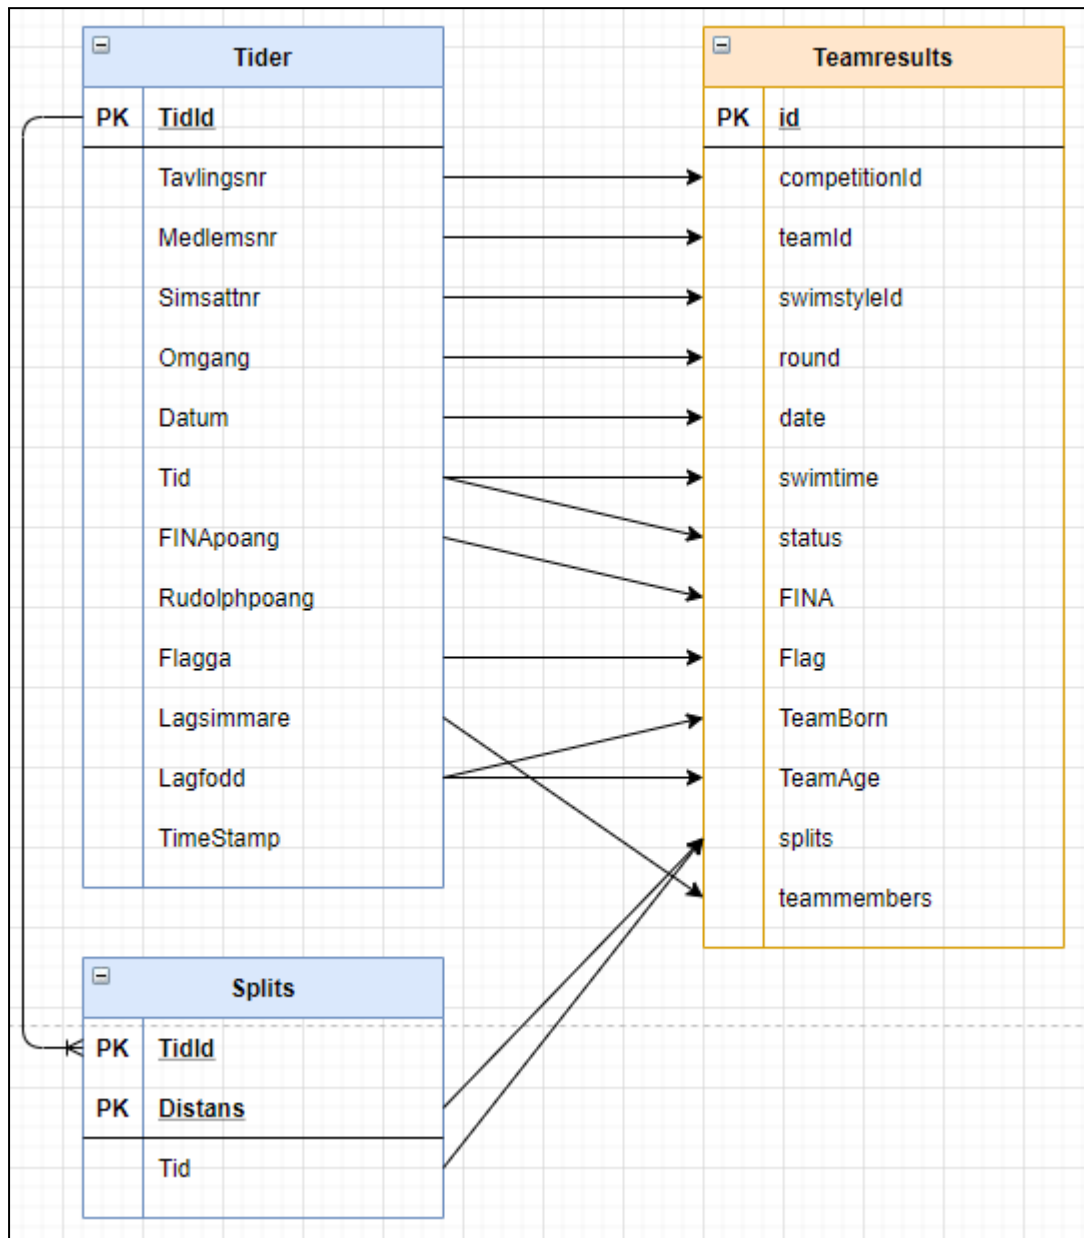 Tider
PK TidId
Tavlingsnr
Medlemsnr
Simsattnr
Omgang
Datum
Tid
FINApoang
Rudolphpoang
Flagga
Lagsimmare
Lagfodd
TimeStamp
Splits
PK TidId
PK Distans
Tid
Teamresults
PK id
competitionId
teamId
swimstyleId
round
date
swimtime
status
FINA
Flag
TeamBorn
TeamAge
splits
teammembers